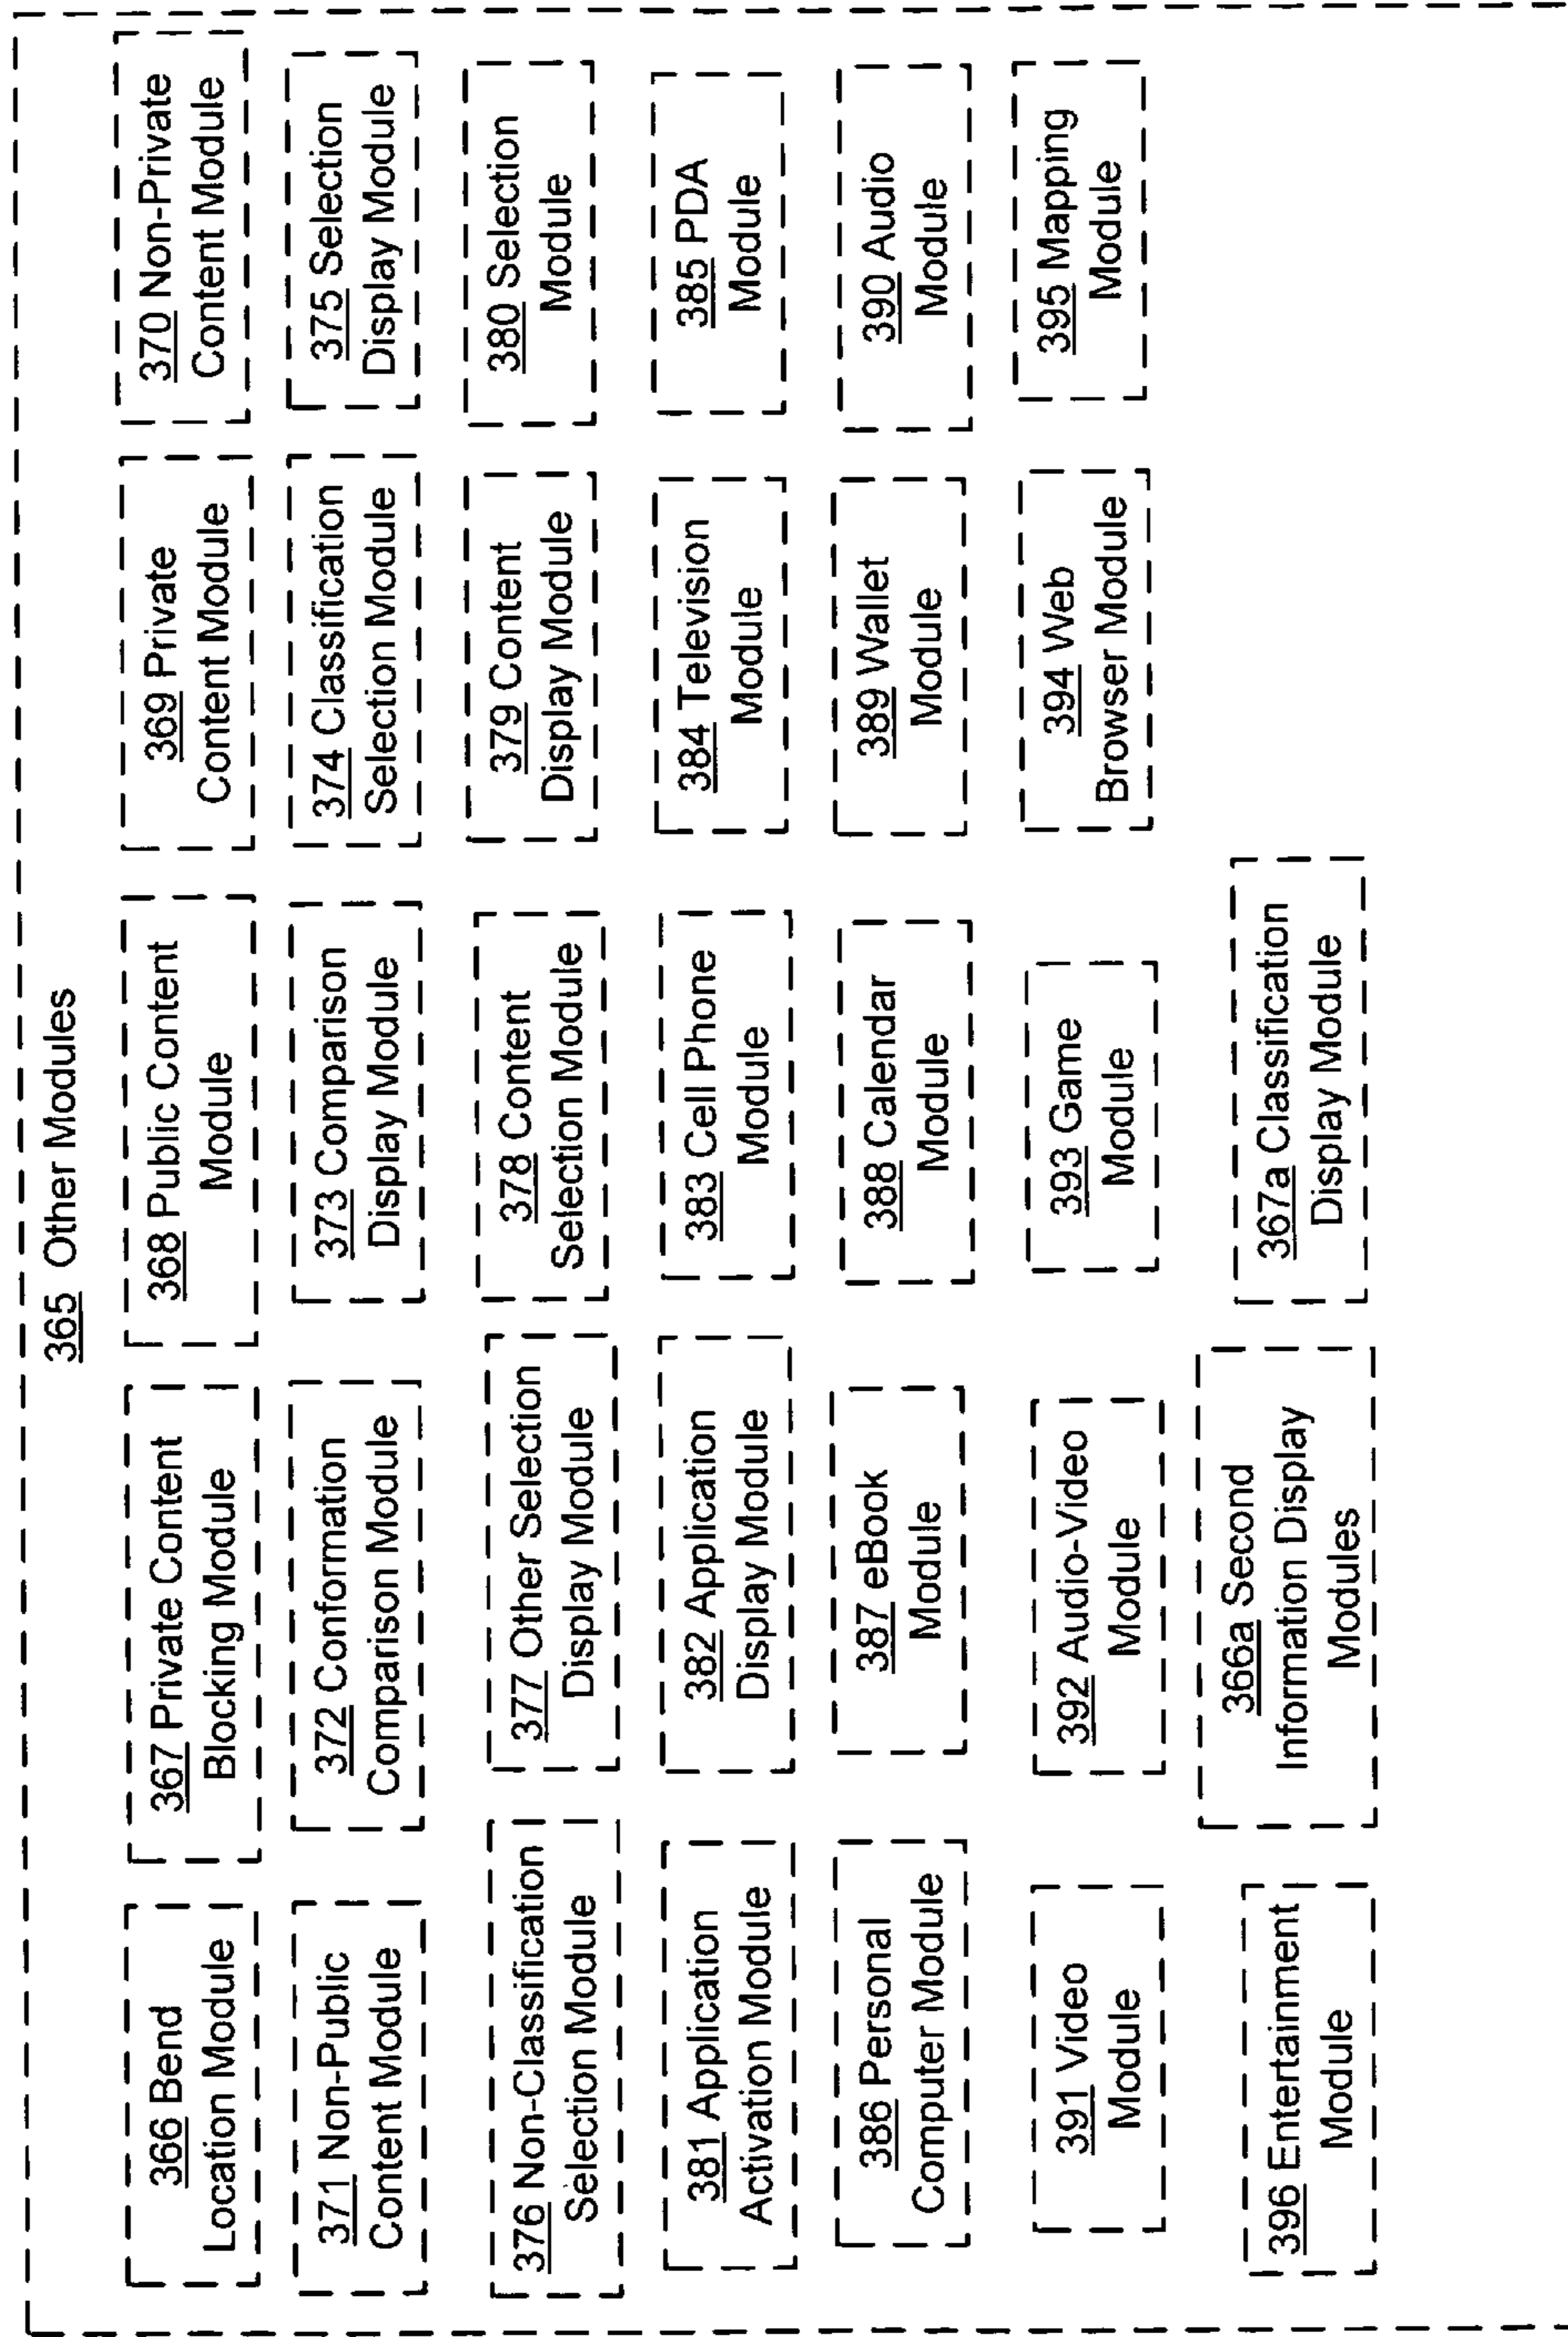 365 Other Modules
366 Bend
Location Module
367 Private Content
Blocking Module
368 Public Content
Module
369 Private
Content Module
370 Non-Private
Content Module
371 Non-Public
Content Module
372 Conformation
Comparison Module
373 Comparison
Display Module
374 Classification
Selection Module
375 Selection
Display Module
376 Non-Classification
Selection Module
377 Other Selection
Display Module
378 Content
Selection Module
379 Content
Display Module
380 Selection
Module
381 Application
Activation Module
382 Application
Display Module
383 Cell Phone
Module
384 Television
Module
385 PDA
Module
386 Personal
Computer Module
387 eBook
Module
388 Calendar
Module
389 Wallet
Module
390 Audio
Module
391 Video
Module
392 Audio-Video
Module
393 Game
Module
394 Web
Browser Module
395 Mapping
Module
396 Entertainment
Module
366a Second
Information Display
Modules
367a Classification
Display Module